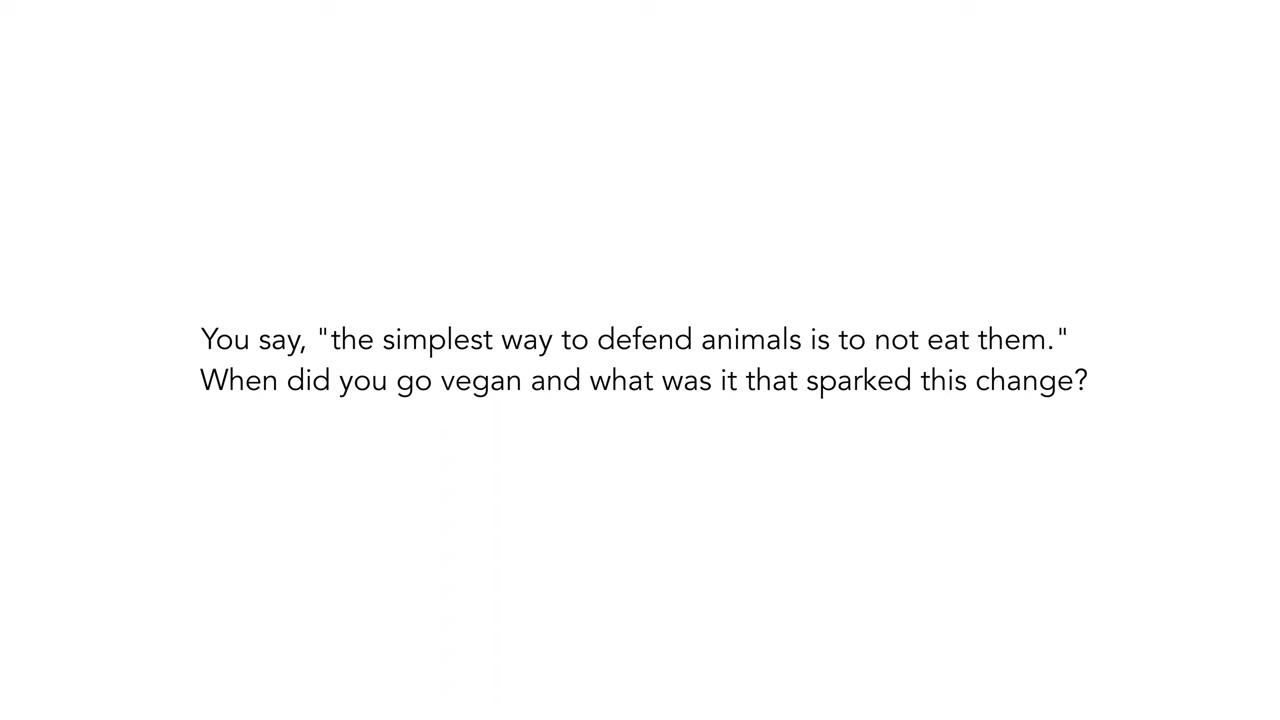 You say, "the simplest way to defend animals is to not eat them."
When did you go vegan and what was it that sparked this change?